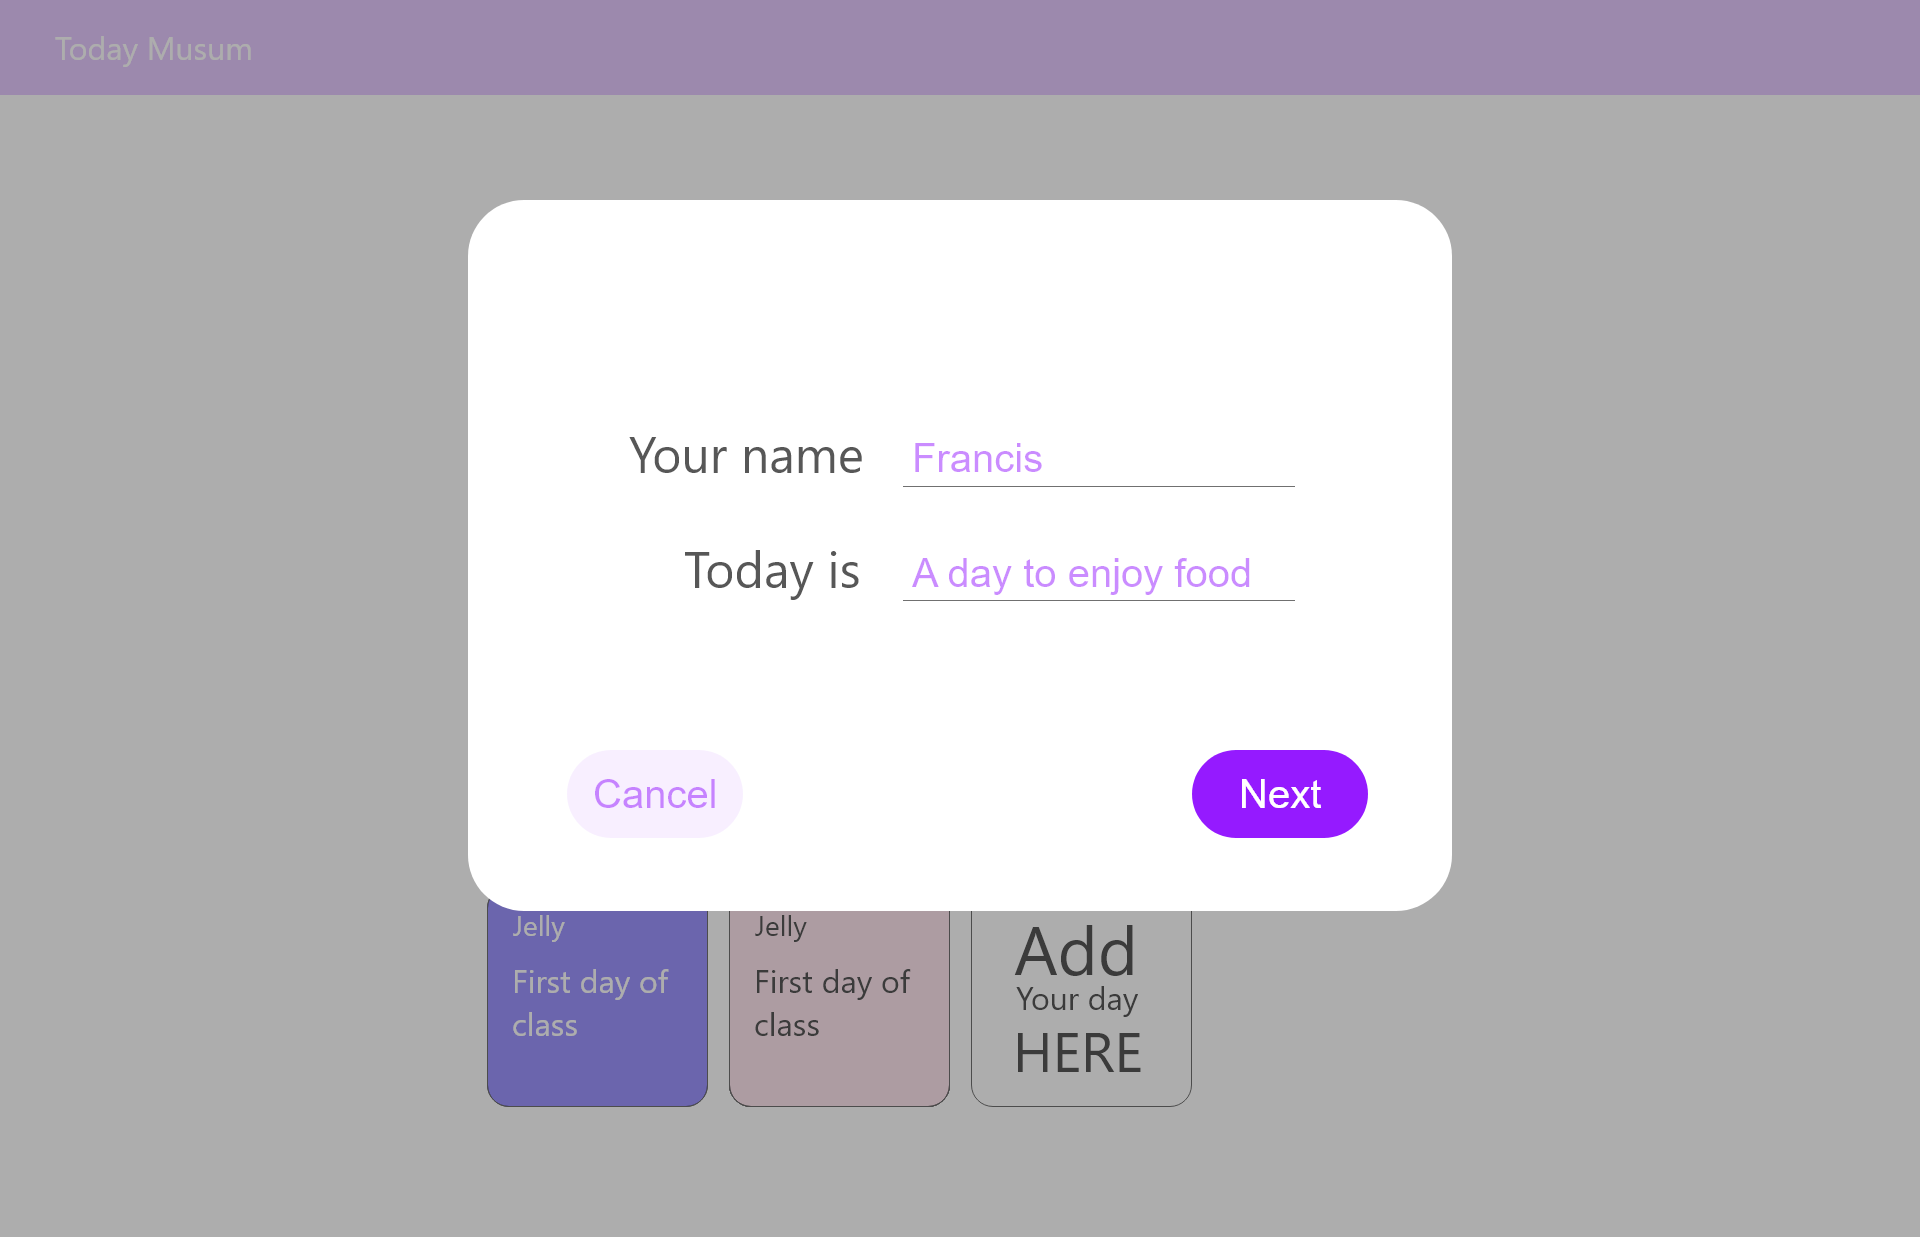 Today Musum
Your name
Francis
Today is
A day to enjoy food
Cancel
Next
Jelly
First day of
class
Jelly
First day of
class
Add
Your day
HERE